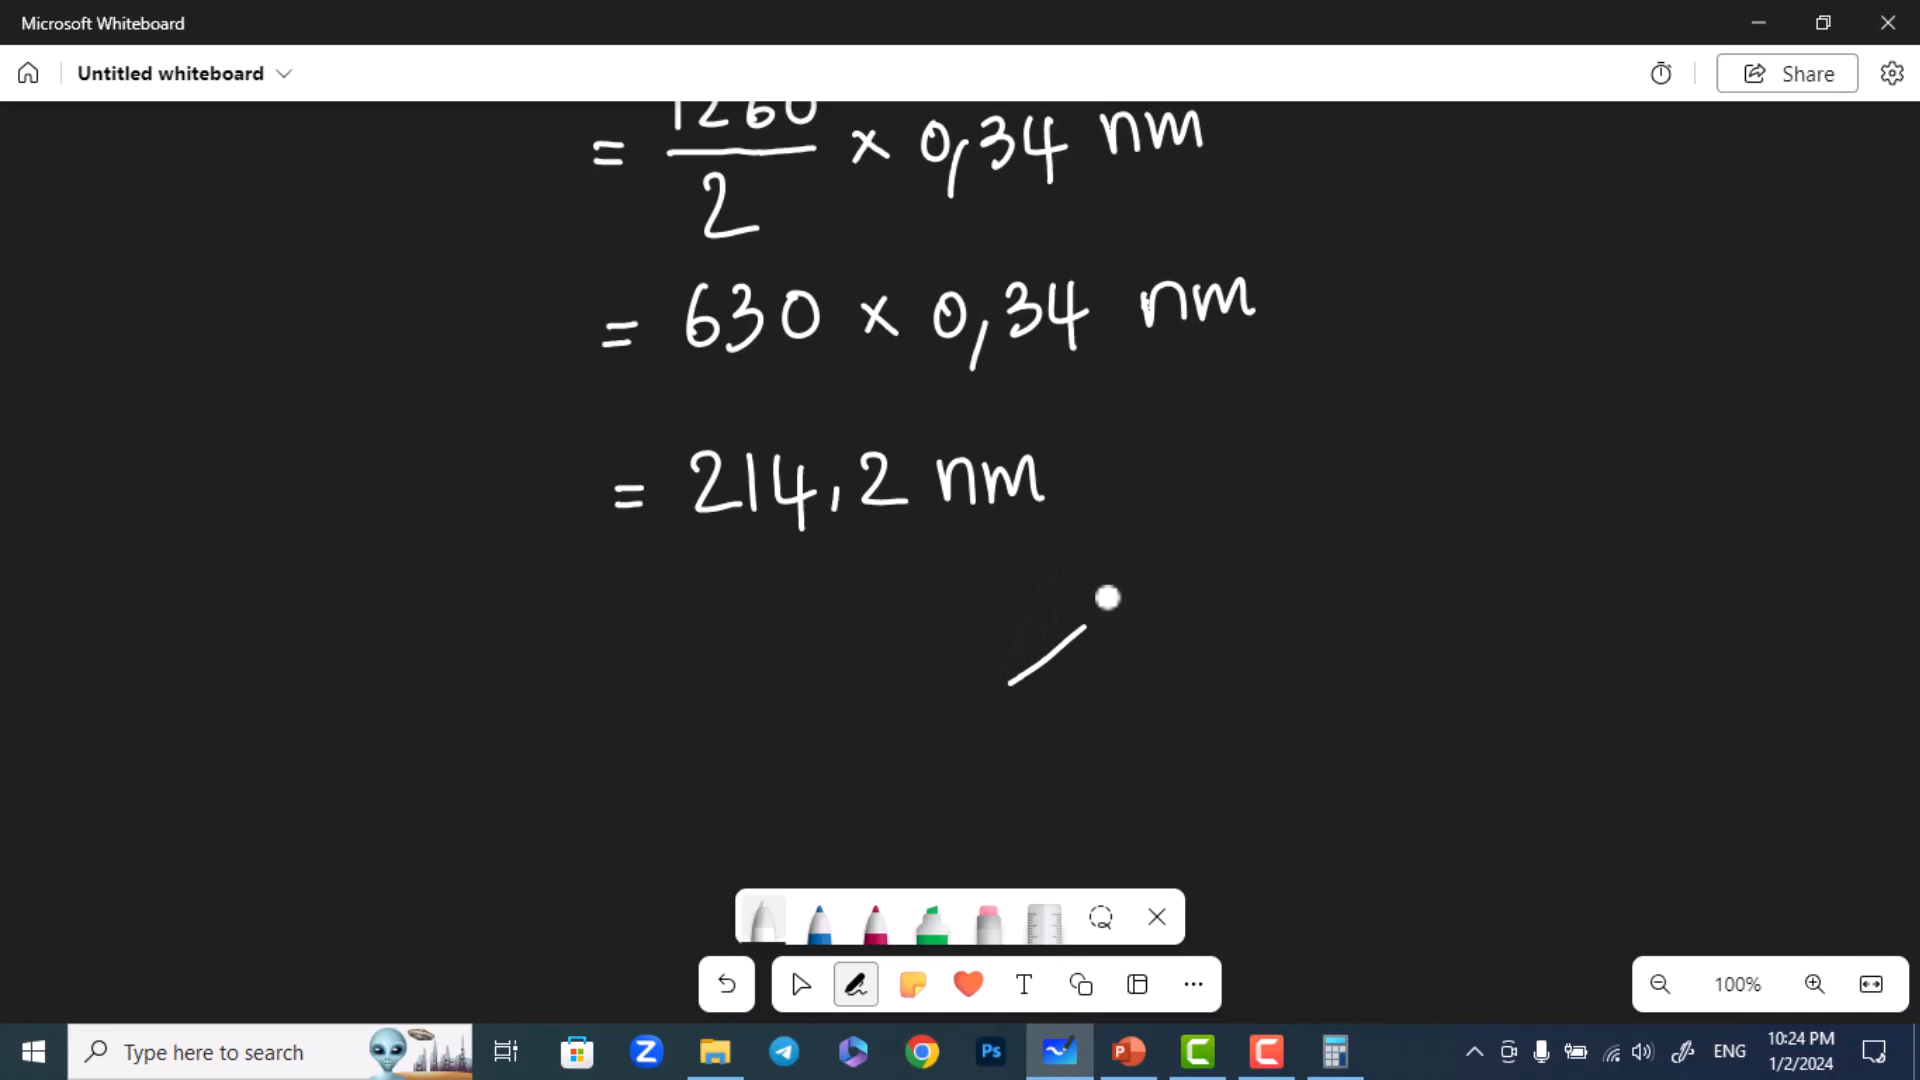 Microsoft Whiteboard
Untitled whiteboard
Share
= 1260/2 × 0,34 nm
= 630 × 0,34 nm
= 214,2 nm
T
100%
Type here to search
Z
Ps
P
C
C
ENG
10:24 PM
1/2/2024